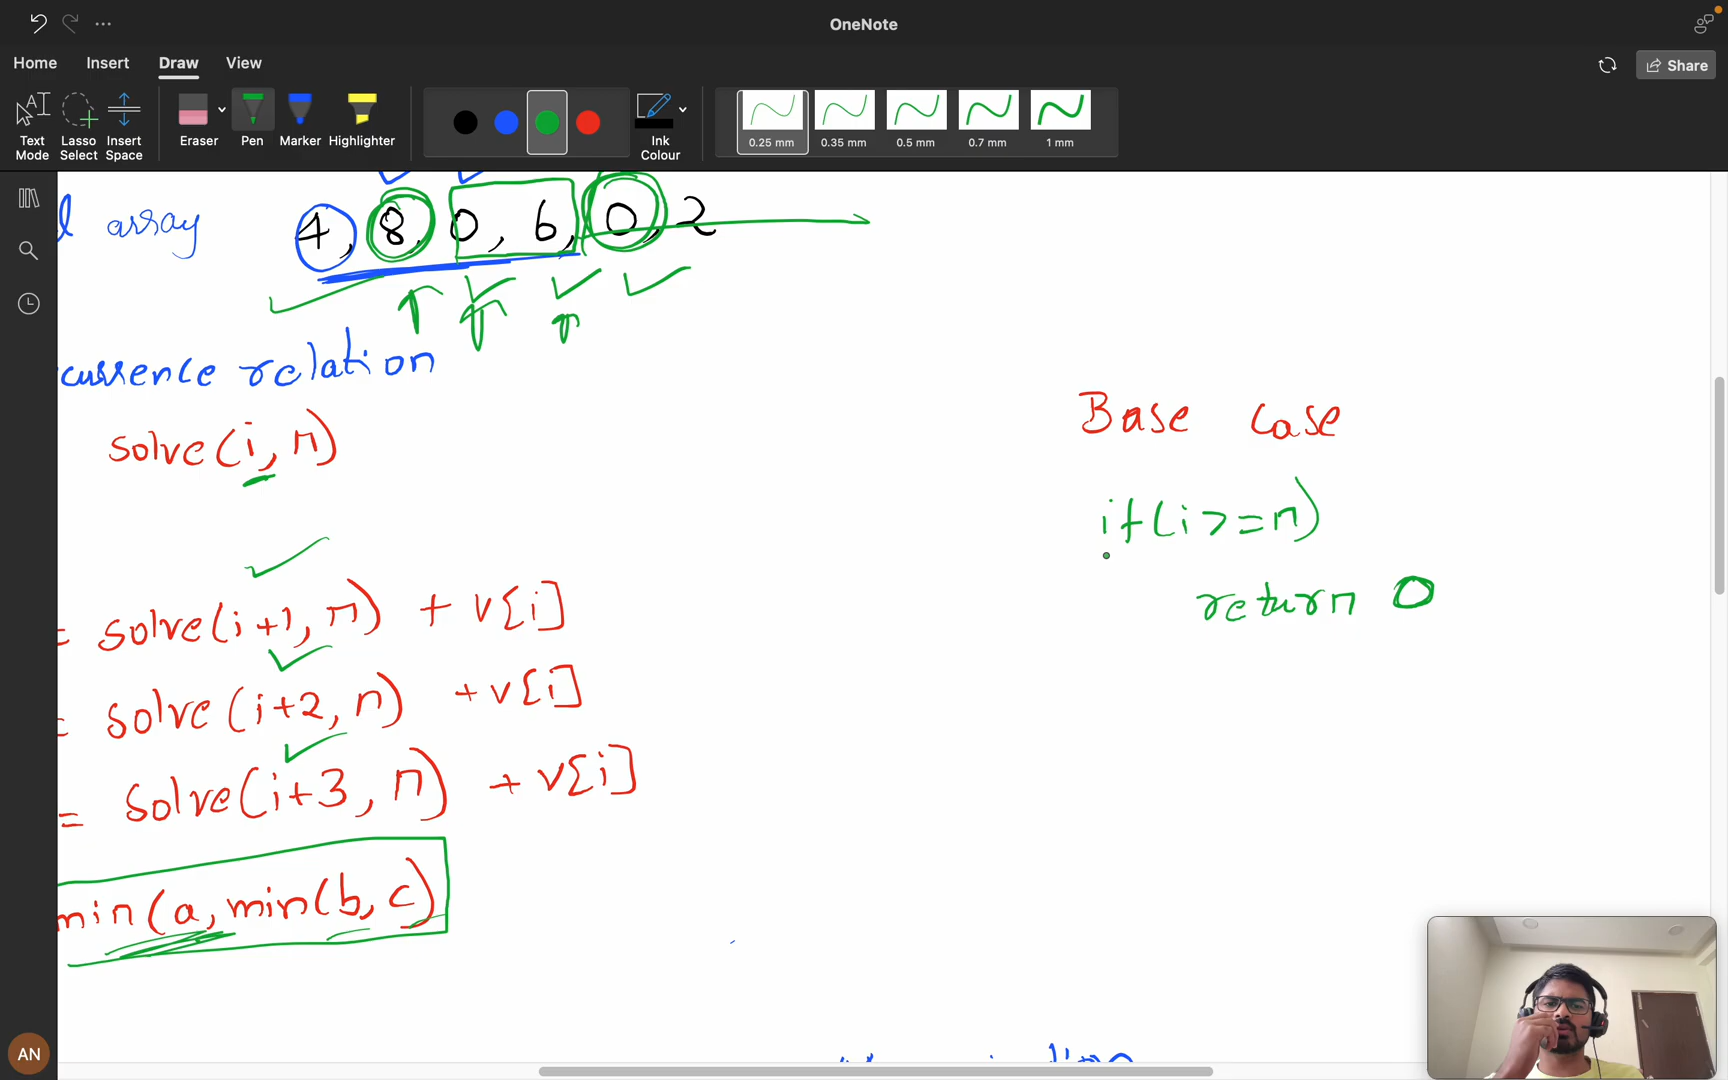 OneNote
Home Insert Draw View
Share
Text Mode
Lasso Select
Insert Space
Eraser
Pen
Marker
Highlighter
Ink Colour
0.25 mm
0.35 mm
0.5 mm
0.7 mm
1 mm
array 4, 8, 0, 6, 0, 2
currence relation
solve(i, n)
= solve(i+1, n) + v[i]
= solve(i+2, n) + v[i]
= solve(i+3, n) + v[i]
min(a, min(b, c)
Base Case
if(i>=n)
return 0
AN